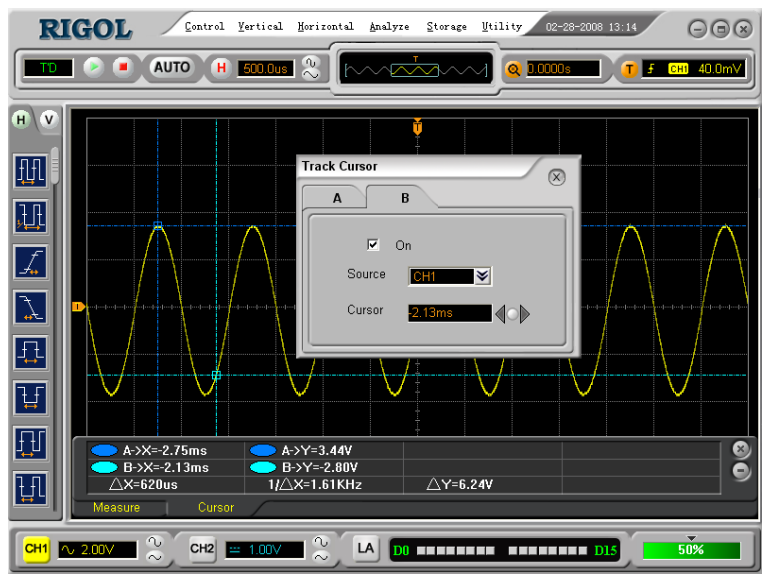 RIGOL Control Vertical Horizontal Analyze Storage Utility 02-28-2008 13:14
T'D AUTO H 500.0us T 0.0000s T CH1 40.0mV
H V
T
Track Cursor
A B
On
Source CH1
Cursor -2.13ms
1
A->X=-2.75ms A->Y=3.44V
B->X=-2.13ms B->Y=-2.80V
△X=620us 1/△X=1.61KHz △Y=6.24V
Measure Cursor
CH1 2.00V CH2 1.00V LA D0 D15 50%